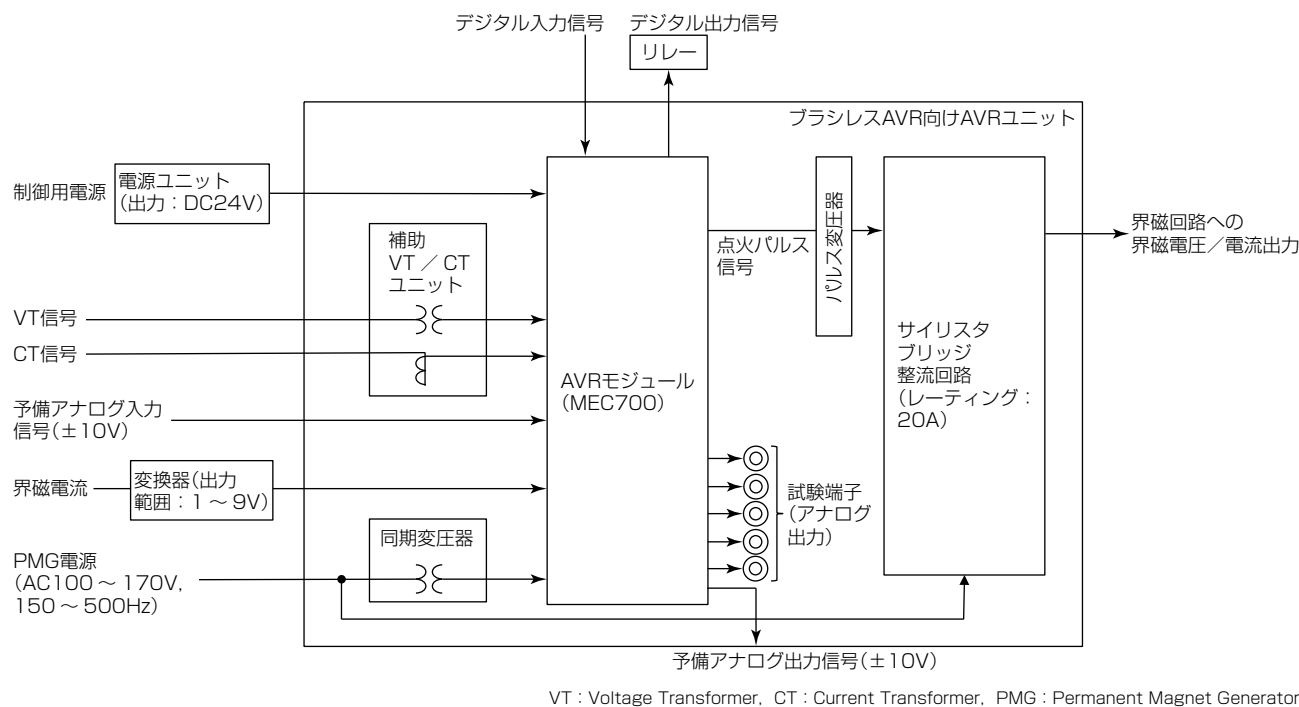 デジタル入力信号
デジタル出力信号
リレー
ブラシレスAVR向けAVRユニット
制御用電源
電源ユニット
(出力：DC24V)
補助
VT／CT
ユニット
VT信号
CT信号
予備アナログ入力
信号(±10V)
界磁電流
変換器(出力
範囲：1～9V)
PMG電源
(AC100～170V,
150～500Hz)
同期変圧器
AVRモジュール
(MEC700)
点火パルス
信号
パルス変圧器
サイリスタ
ブリッジ
整流回路
(レーティング：
20A)
界磁回路への
界磁電圧／電流出力
試験端子
(アナログ
出力)
予備アナログ出力信号(±10V)
VT：Voltage Transformer, CT：Current Transformer, PMG：Permanent Magnet Generator